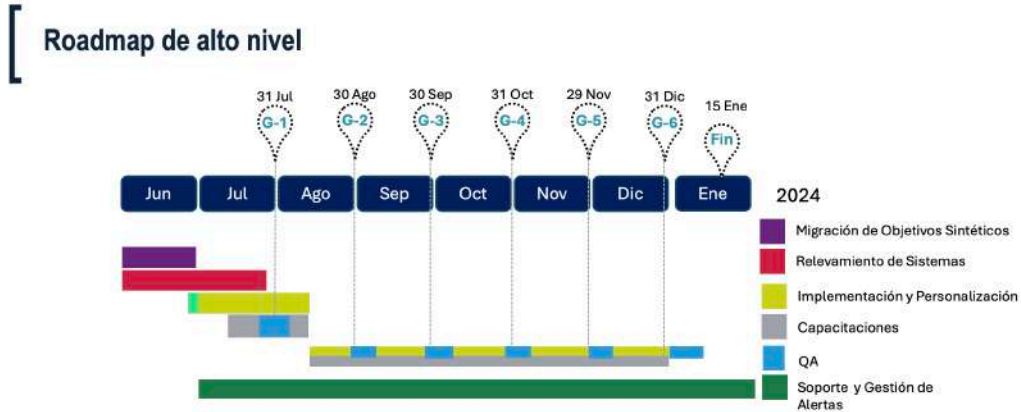 Roadmap de alto nivel
31 Jul
30 Ago
30 Sep
31 Oct
29 Nov
31 Dic
15 Ene
G-1
G-2
G-3
G-4
G-5
G-6
Fin
Jun
Jul
Ago
Sep
Oct
Nov
Dic
Ene
2024
Migración de Objetivos Sintéticos
Relevamiento de Sistemas
Implementación y Personalización
Capacitaciones
QA
Soporte y Gestión de
Alertas